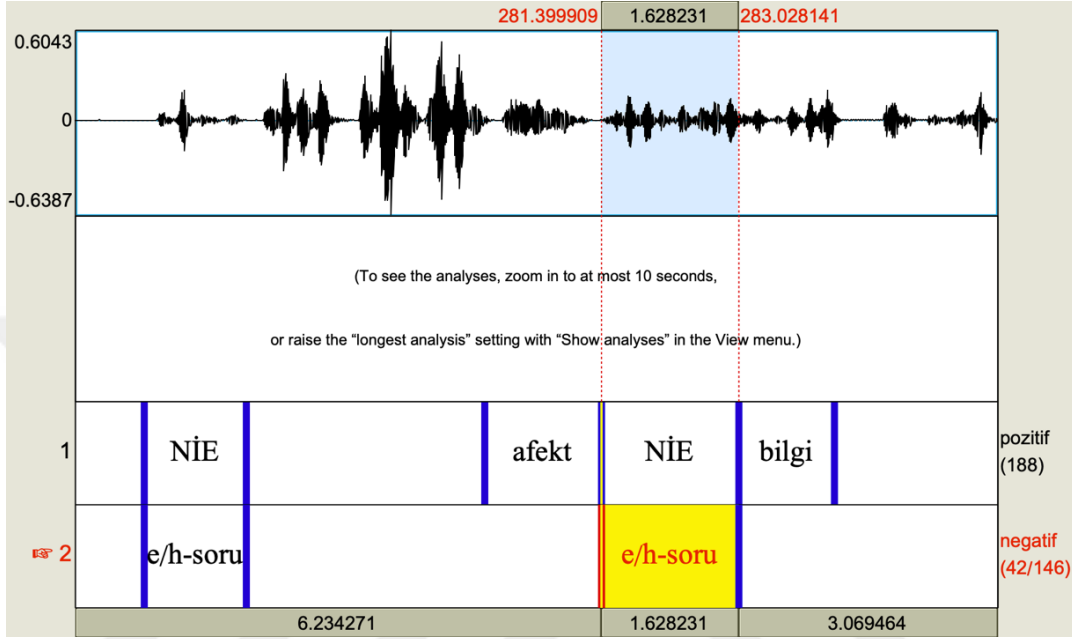 281.399909 1.628231 283.028141
0.6043
0
-0.6387
(To see the analyses, zoom in to at most 10 seconds,
or raise the “longest analysis” setting with “Show analyses” in the View menu.)
1 NİE afekt NİE bilgi pozitif
(188)
☞ 2 e/h-soru e/h-soru negatif
(42/146)
6.234271 1.628231 3.069464